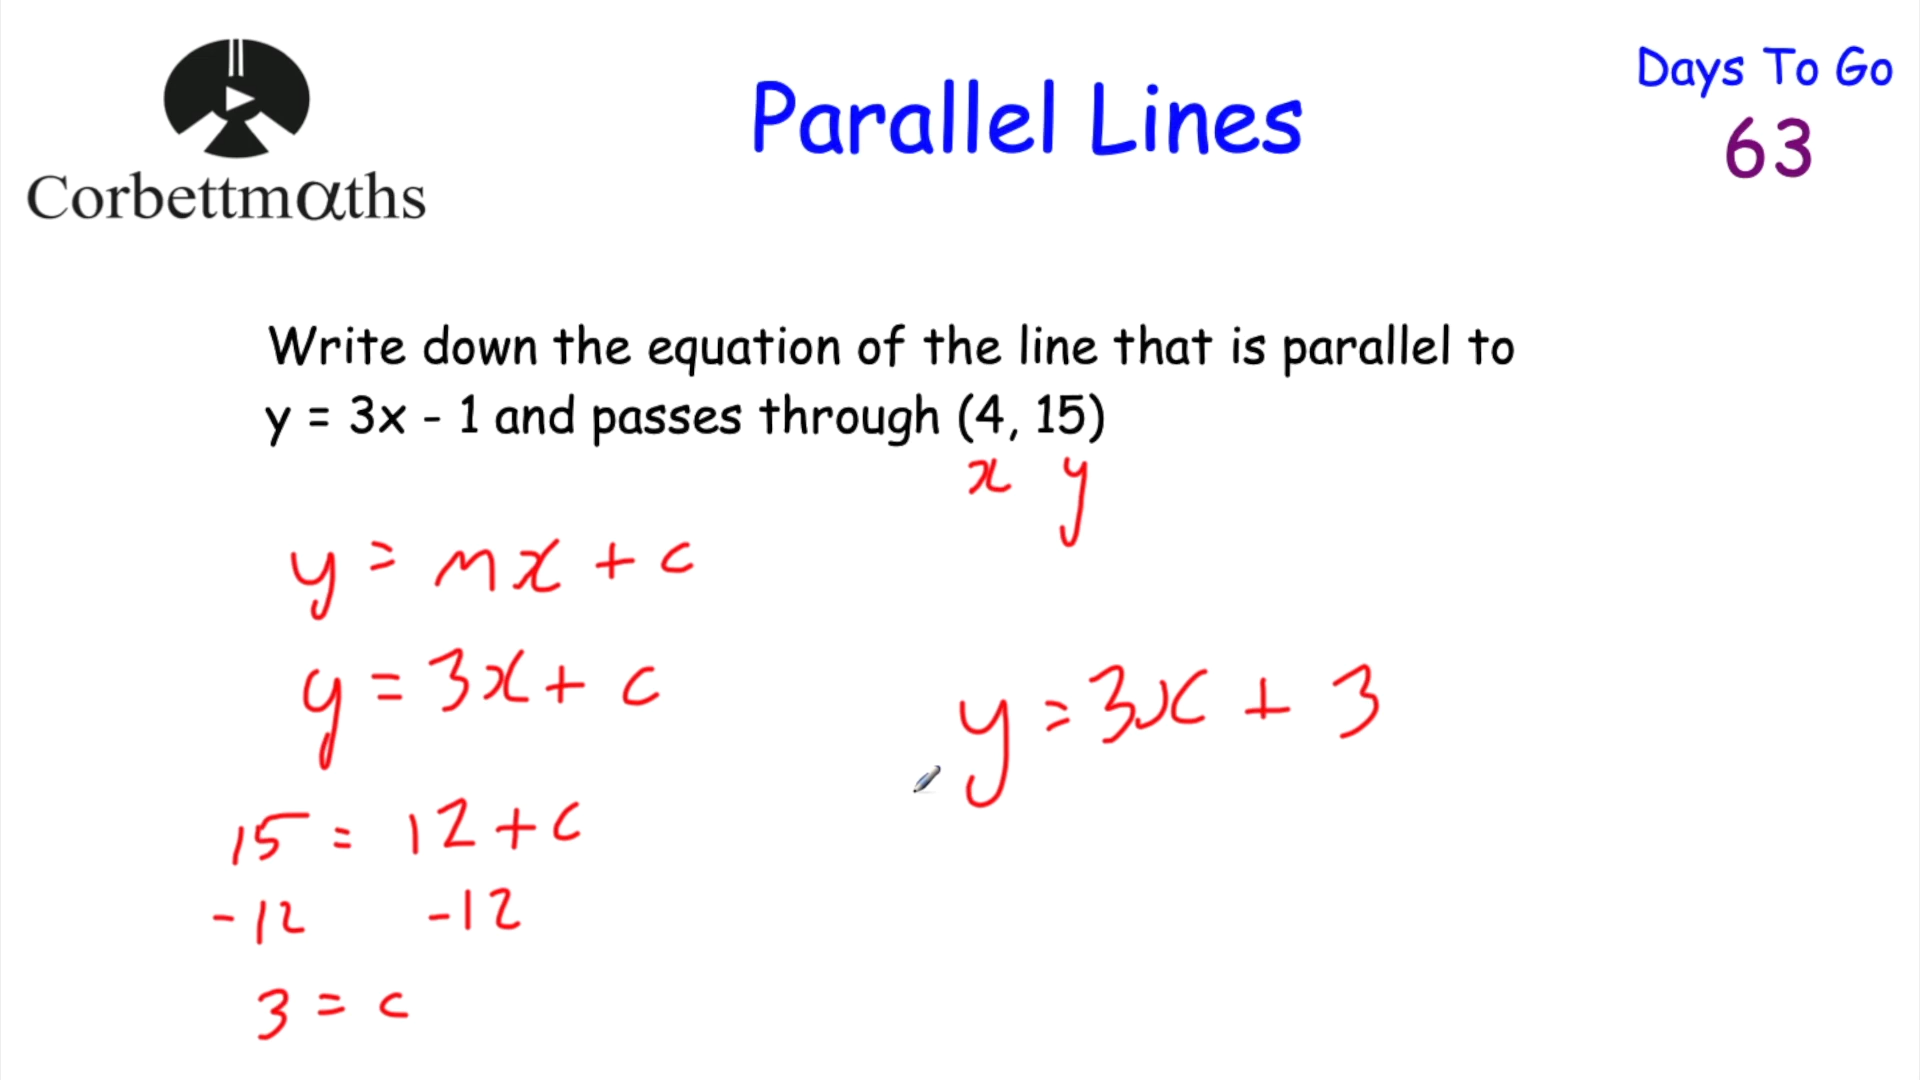 Corbettmαths
Parallel Lines
Days To Go
63
Write down the equation of the line that is parallel to
y = 3x - 1 and passes through (4, 15)
x y
y = mx + c
y = 3x + c
15 = 12 + c
-12 -12
3 = c
y = 3x + 3